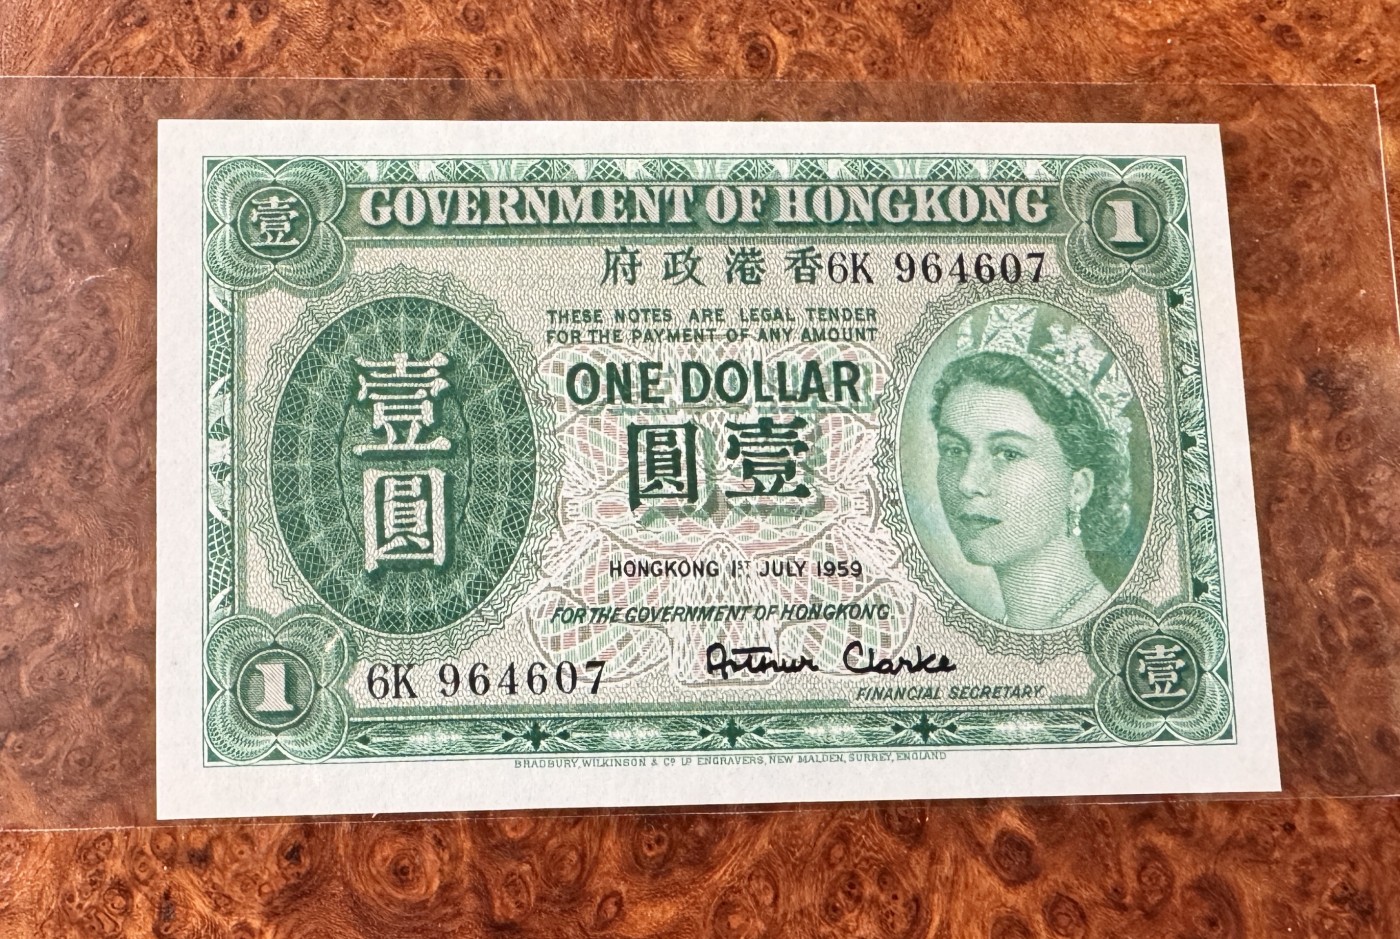 壹 GOVERNMENT OF HONGKONG 1
府政港香 6K 964607
THESE NOTES ARE LEGAL TENDER
FOR THE PAYMENT OF ANY AMOUNT
ONE DOLLAR
圓壹
壹圓
HONGKONG 1ST JULY 1959
FOR THE GOVERNMENT OF HONGKONG
Arthur Clarke
FINANCIAL SECRETARY
1 6K 964607 壹
BRADBURY, WILKINSON & Co. Ld. ENGRAVERS, NEW MALDEN, SURREY, ENGLAND